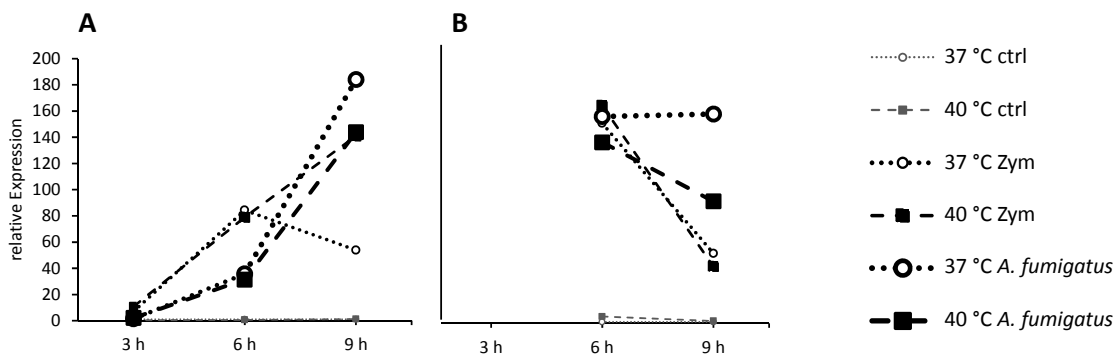 A
B
relative Expression
200
180
160
140
120
100
80
60
40
20
0
3 h 6 h 9 h
3 h 6 h 9 h
37 °C ctrl
40 °C ctrl
37 °C Zym
40 °C Zym
37 °C A. fumigatus
40 °C A. fumigatus